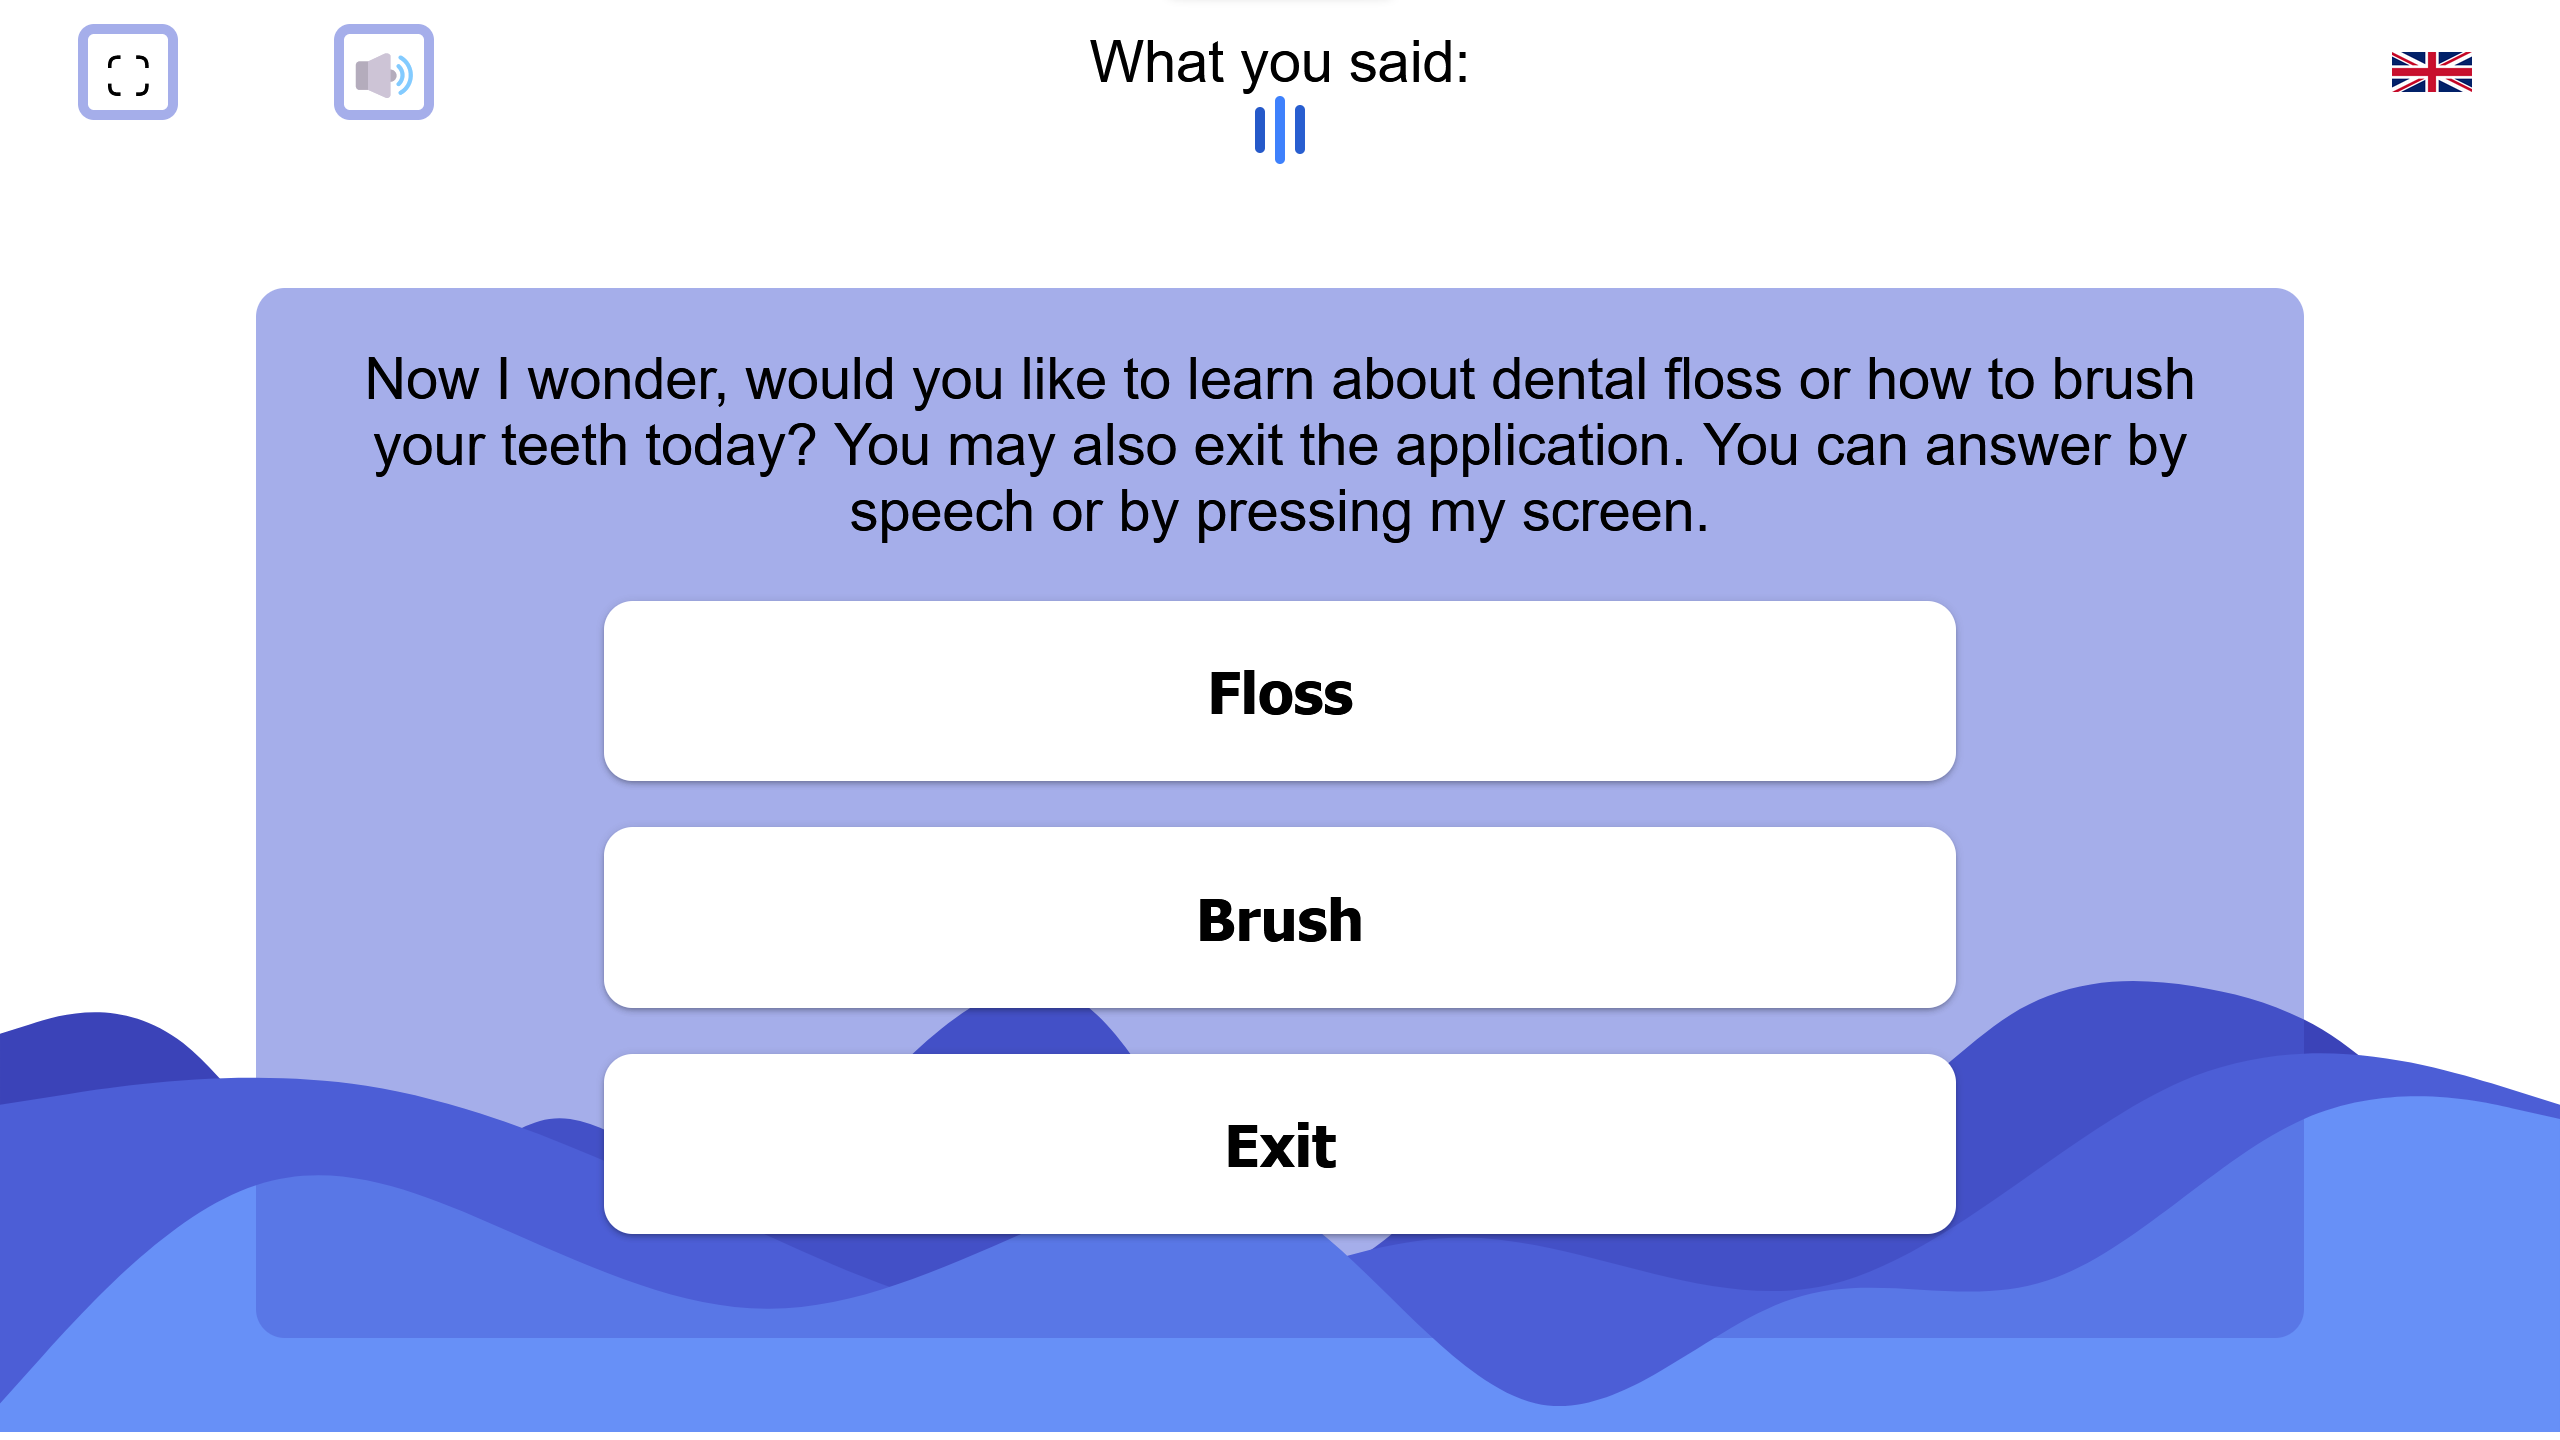 What you said:
Now I wonder, would you like to learn about dental floss or how to brush
your teeth today? You may also exit the application. You can answer by
speech or by pressing my screen.
Floss
Brush
Exit